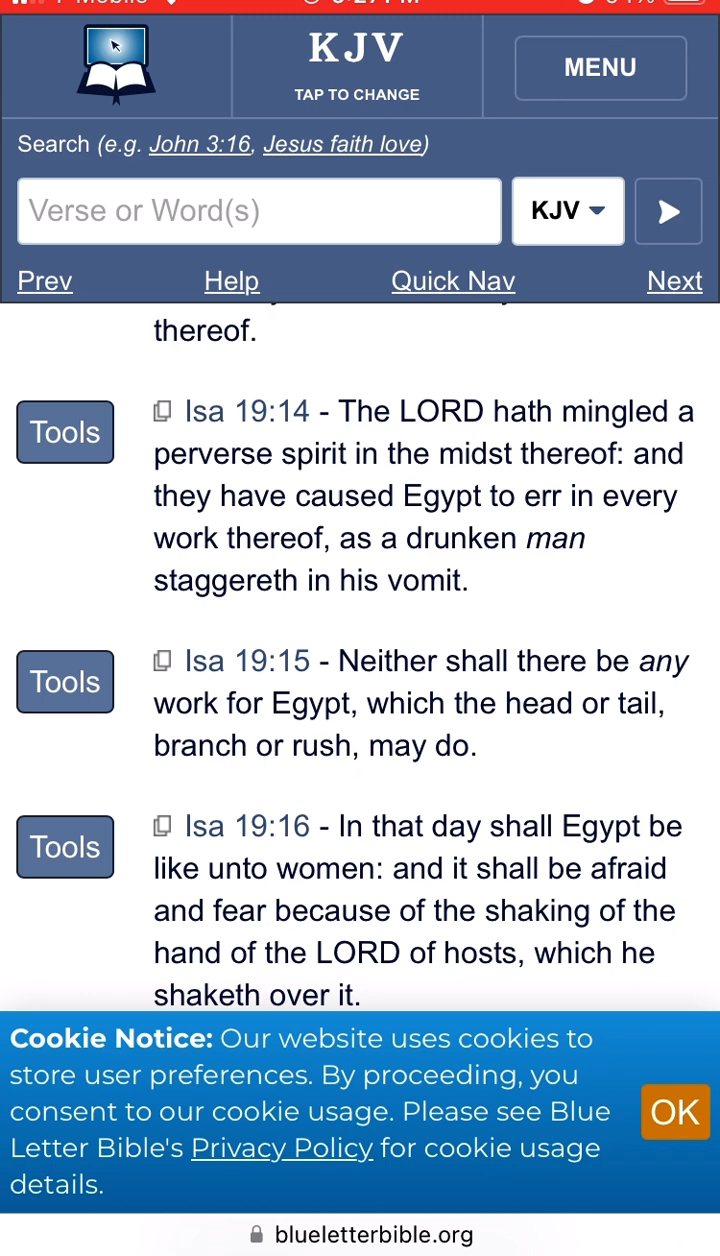 KJV
TAP TO CHANGE
MENU
Search (e.g. John 3:16, Jesus faith love)
Verse or Word(s)
KJV
Prev
Help
Quick Nav
Next
thereof.
Tools
Isa 19:14 - The LORD hath mingled a
perverse spirit in the midst thereof: and
they have caused Egypt to err in every
work thereof, as a drunken man
staggereth in his vomit.
Tools
Isa 19:15 - Neither shall there be any
work for Egypt, which the head or tail,
branch or rush, may do.
Tools
Isa 19:16 - In that day shall Egypt be
like unto women: and it shall be afraid
and fear because of the shaking of the
hand of the LORD of hosts, which he
shaketh over it.
Cookie Notice: Our website uses cookies to
store user preferences. By proceeding, you
consent to our cookie usage. Please see Blue
Letter Bible's Privacy Policy for cookie usage
details.
OK
blueletterbible.org